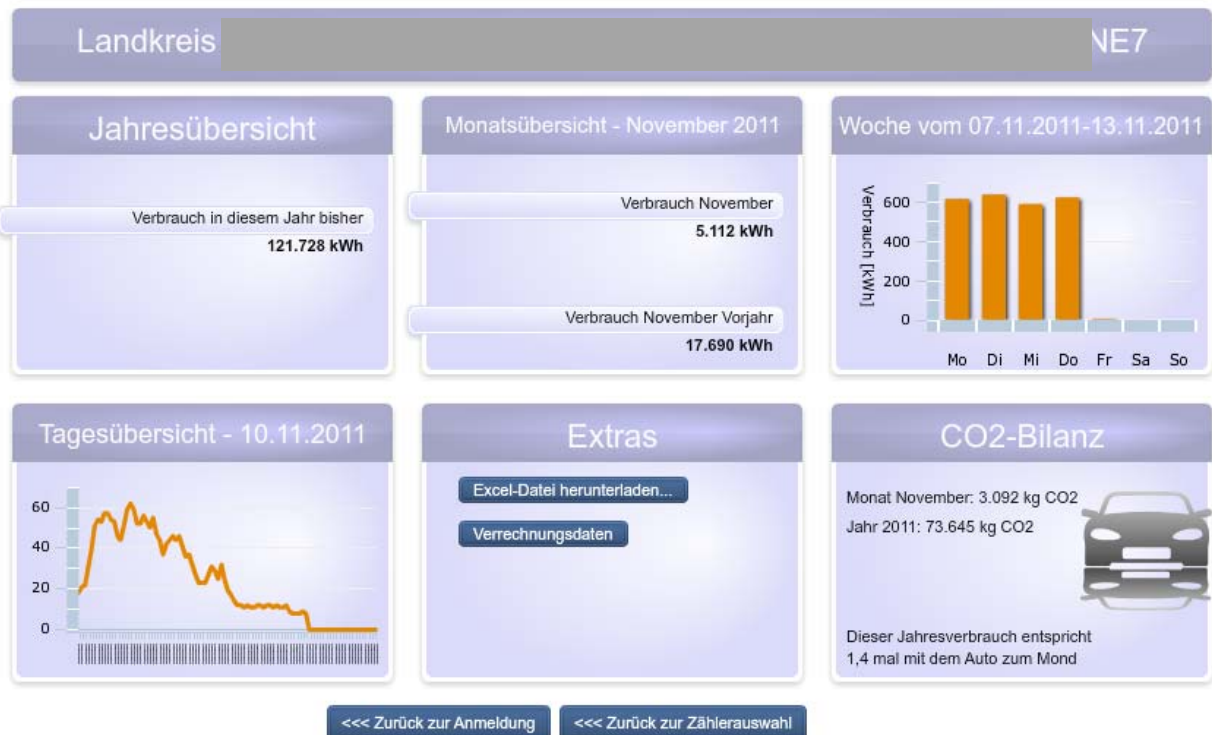 Landkreis NE7
Jahresübersicht
Verbrauch in diesem Jahr bisher
121.728 kWh
Monatsübersicht - November 2011
Verbrauch November
5.112 kWh
Verbrauch November Vorjahr
17.690 kWh
Woche vom 07.11.2011-13.11.2011
Verbrauch [kWh]
600
400
200
0
Mo Di Mi Do Fr Sa So
Tagesübersicht - 10.11.2011
60
40
20
0
Extras
Excel-Datei herunterladen...
Verrechnungsdaten
CO2-Bilanz
Monat November: 3.092 kg CO2
Jahr 2011: 73.645 kg CO2
Dieser Jahresverbrauch entspricht
1,4 mal mit dem Auto zum Mond
<<< Zurück zur Anmeldung
<<< Zurück zur Zählerauswahl